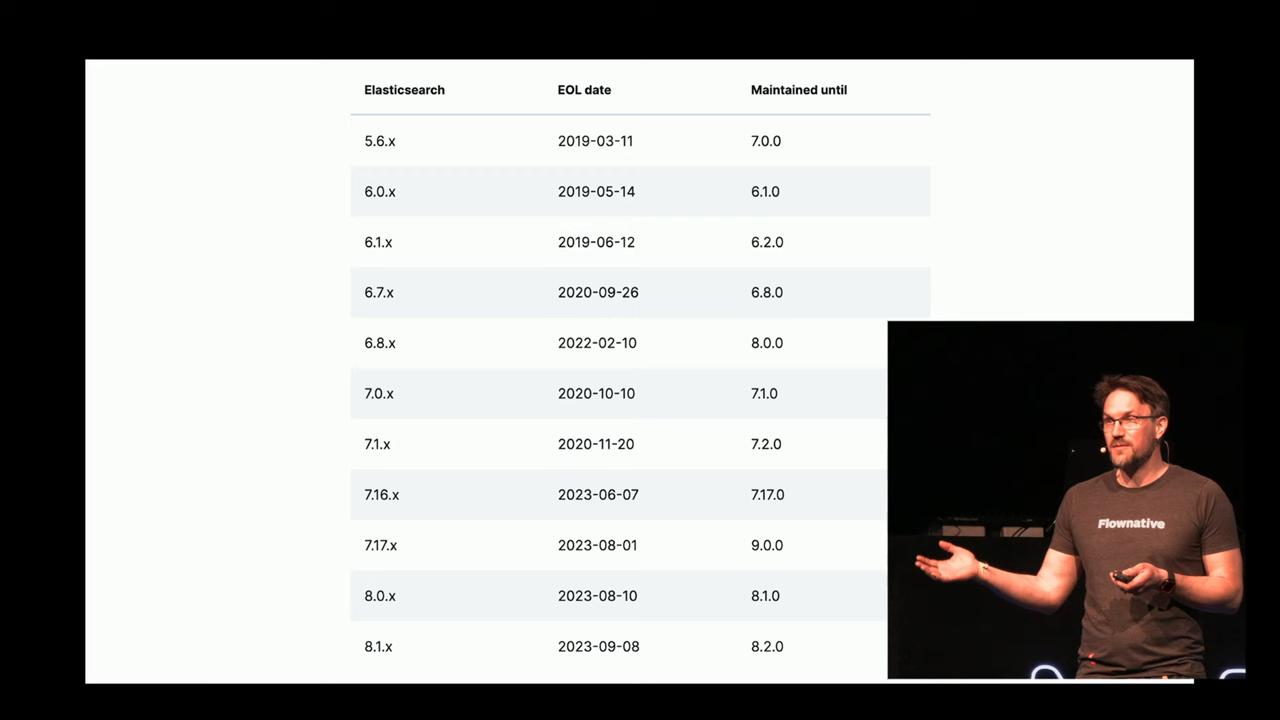 Elasticsearch EOL date Maintained until
5.6.x 2019-03-11 7.0.0
6.0.x 2019-05-14 6.1.0
6.1.x 2019-06-12 6.2.0
6.7.x 2020-09-26 6.8.0
6.8.x 2022-02-10 8.0.0
7.0.x 2020-10-10 7.1.0
7.1.x 2020-11-20 7.2.0
7.16.x 2023-06-07 7.17.0
7.17.x 2023-08-01 9.0.0
8.0.x 2023-08-10 8.1.0
8.1.x 2023-09-08 8.2.0
Flownative